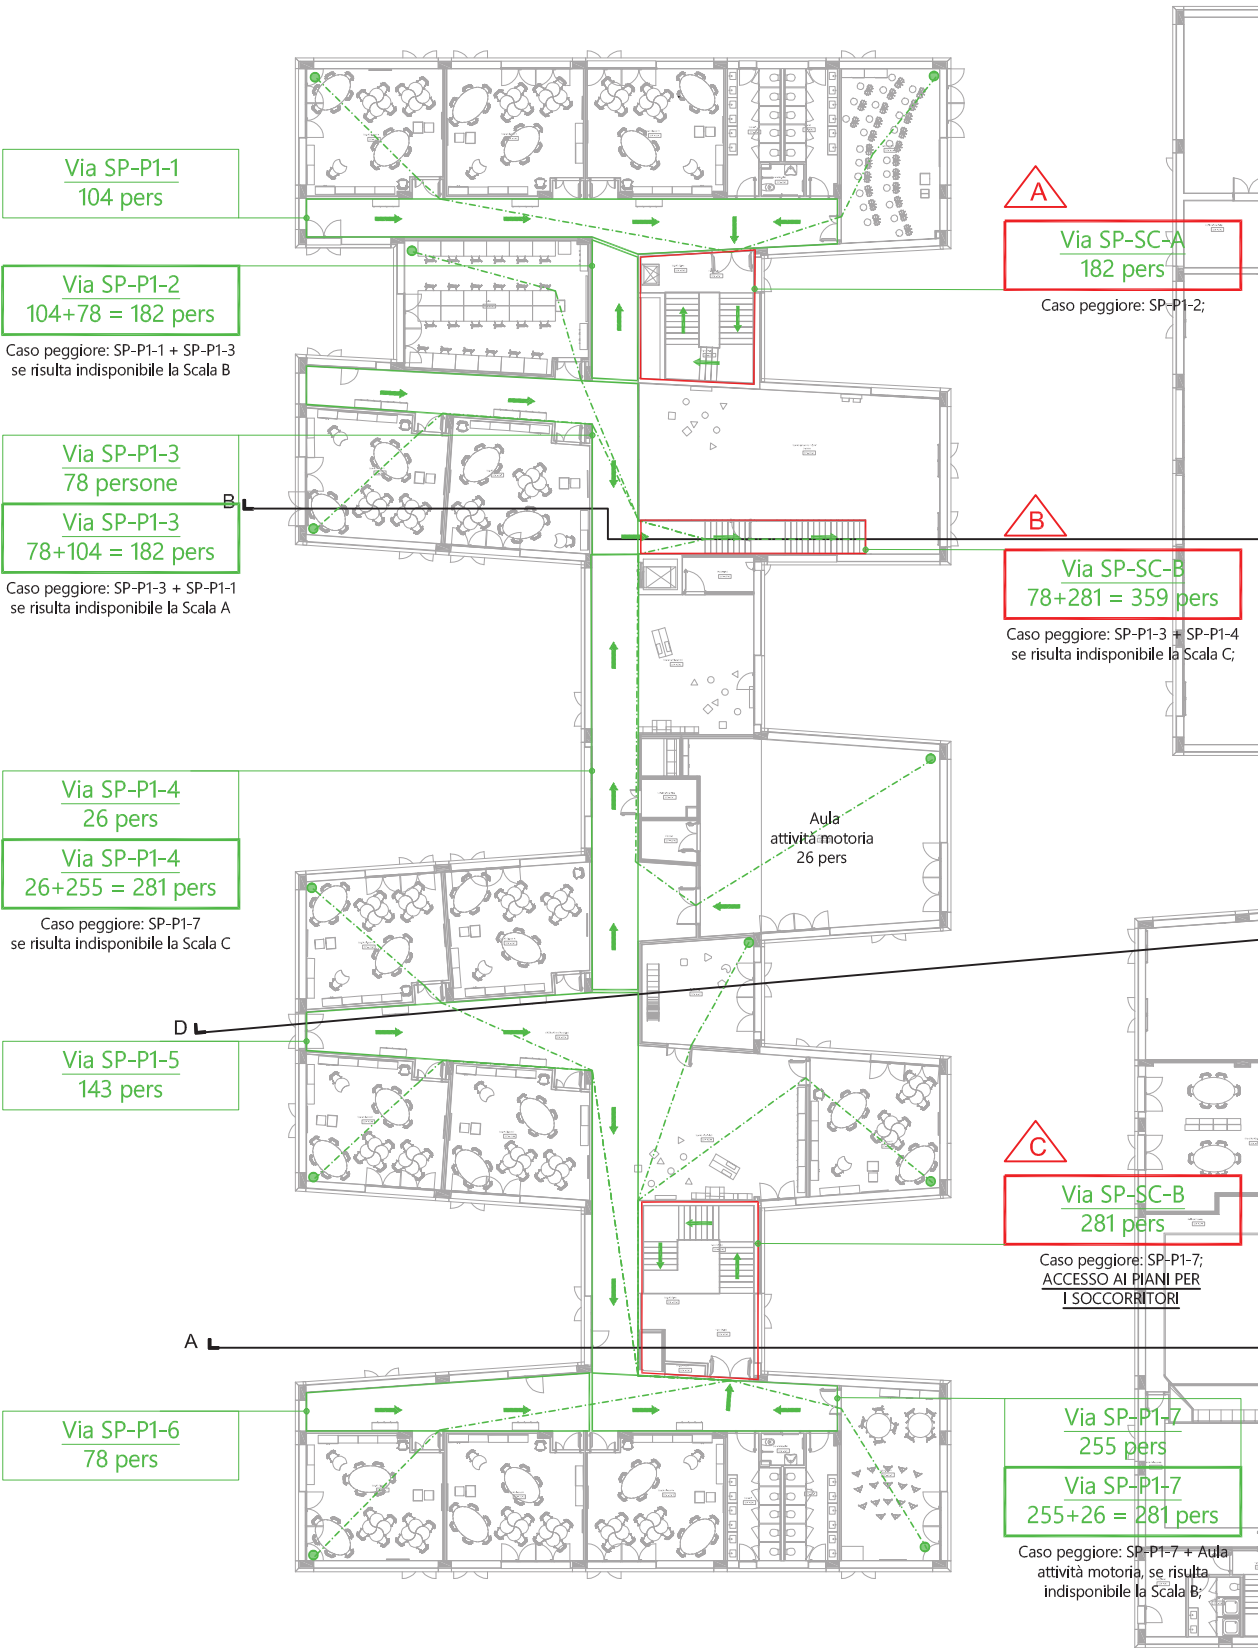 Via SP-P1-1
104 pers
Via SP-P1-2
104+78 = 182 pers
Caso peggiore: SP-P1-1 + SP-P1-3
se risulta indisponibile la Scala B
Via SP-P1-3
78 persone
Via SP-P1-3
78+104 = 182 pers
Caso peggiore: SP-P1-3 + SP-P1-1
se risulta indisponibile la Scala A
B
Via SP-P1-4
26 pers
Via SP-P1-4
26+255 = 281 pers
Caso peggiore: SP-P1-7
se risulta indisponibile la Scala C
D
Via SP-P1-5
143 pers
A
Via SP-P1-6
78 pers
Aula
attività motoria
26 pers
A
Via SP-SC-A
182 pers
Caso peggiore: SP-P1-2;
B
Via SP-SC-B
78+281 = 359 pers
Caso peggiore: SP-P1-3 + SP-P1-4
se risulta indisponibile la Scala C;
C
Via SP-SC-B
281 pers
Caso peggiore: SP-P1-7;
ACCESSO AI PIANI PER
I SOCCORRITORI
Via SP-P1-7
255 pers
Via SP-P1-7
255+26 = 281 pers
Caso peggiore: SP-P1-7 + Aula
attività motoria, se risulta
indisponibile la Scala B;